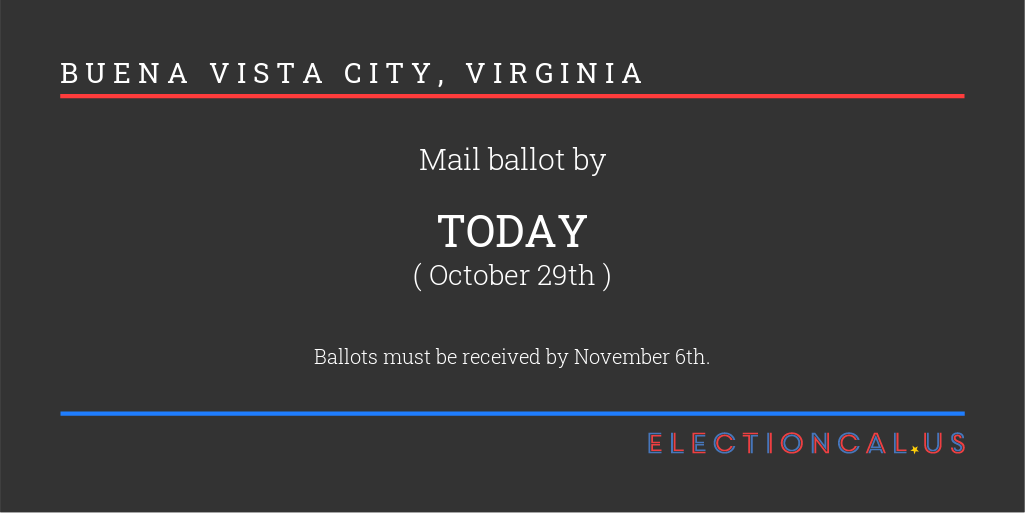 BUENA VISTA CITY, VIRGINIA
Mail ballot by
TODAY
( October 29th )
Ballots must be received by November 6th.
ELECTIONCAL.US